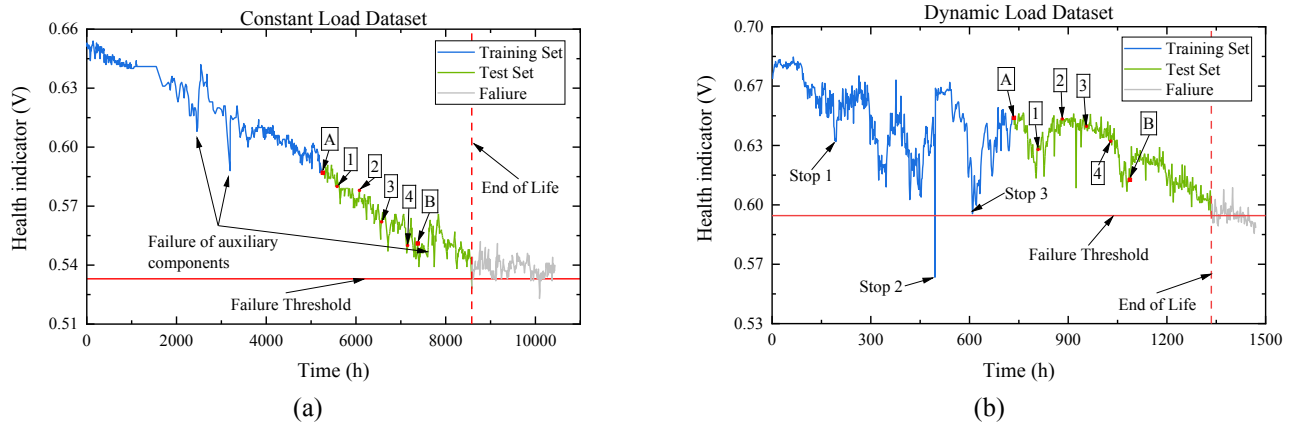 Constant Load Dataset
0.66
0.63
0.60
0.57
0.54
0.51
Health indicator (V)
Training Set
Test Set
Faliure
A
1
2
3
4
B
End of Life
Failure of auxiliary
components
Failure Threshold
0
2000
4000
6000
8000
10000
Time (h)
(a)
Dynamic Load Dataset
0.70
0.67
0.63
0.60
0.57
0.53
Health indicator (V)
Training Set
Test Set
Faliure
A
1
2
3
4
B
Stop 1
Stop 3
Stop 2
Failure Threshold
End of Life
0
300
600
900
1200
1500
Time (h)
(b)